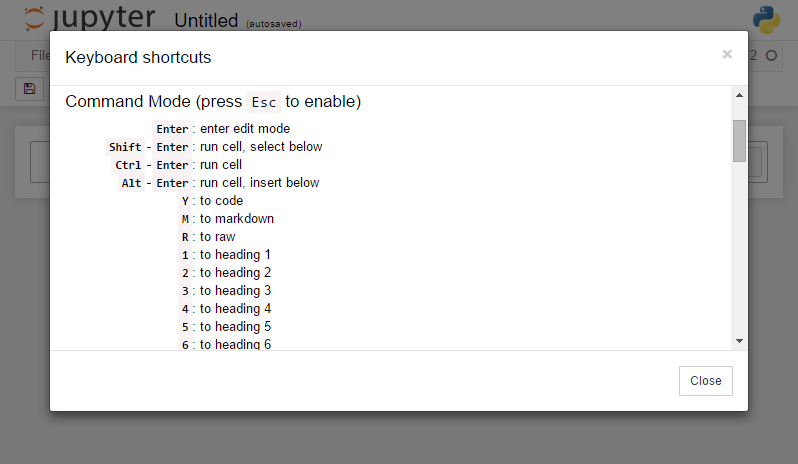 jupyter Untitled (autosaved)
File
2
Keyboard shortcuts ×
Command Mode (press Esc to enable)
Enter : enter edit mode
Shift - Enter : run cell, select below
Ctrl - Enter : run cell
Alt - Enter : run cell, insert below
Y : to code
M : to markdown
R : to raw
1 : to heading 1
2 : to heading 2
3 : to heading 3
4 : to heading 4
5 : to heading 5
6 : to heading 6
Close